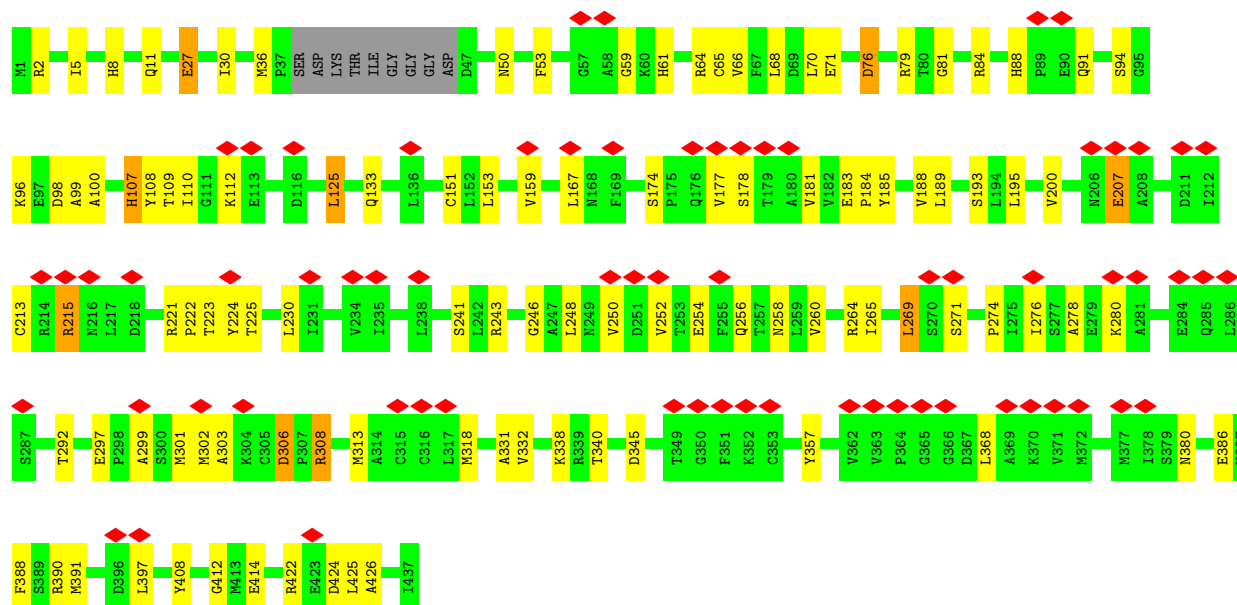 M1 R2 I5 H8 Q11 E27 I30 M36 P37 SER ASP LYS THR ILE GLY GLY GLY ASP D47 N50 F53 G57 A58 G59 K60 H61 R64 C65 V66 F67 L68 D69 L70 E71 D76 R79 T80 G81 R84 H88 P89 E90 Q91 S94 G95
K96 E97 D98 A99 A100 H107 Y108 T109 I110 G111 K112 E113 D116 L125 Q133 L136 C151 L152 L153 V159 L167 N168 F169 S174 P175 Q176 V177 S178 T179 A180 V181 V182 E183 P184 Y185 V188 L189 S193 L194 L195 V200 N206 E207 A208 D211 I212
C213 R214 R215 N216 L217 D218 R221 P222 T223 Y224 T225 L230 I231 V234 I235 L238 S241 L242 R243 G246 A247 L248 N249 V250 D251 V252 T253 E254 F255 Q256 T257 N258 L259 V260 R264 I265 L269 S270 S271 P274 I275 I276 S277 A278 E279 K280 A281 E284 Q285 L286
S287 T292 E297 P298 A299 S300 M301 M302 A303 K304 C305 D306 P307 R308 M313 A314 C315 C316 L317 M318 A331 V332 K338 R339 T340 D345 T349 G350 F351 K352 C353 Y357 V362 V363 P364 G365 G366 D367 L368 A369 K370 V371 M372 M377 I378 S379 N380 E386
F388 S389 R390 M391 D396 L397 Y408 G412 M413 E414 R422 E423 D424 L425 A426 I437